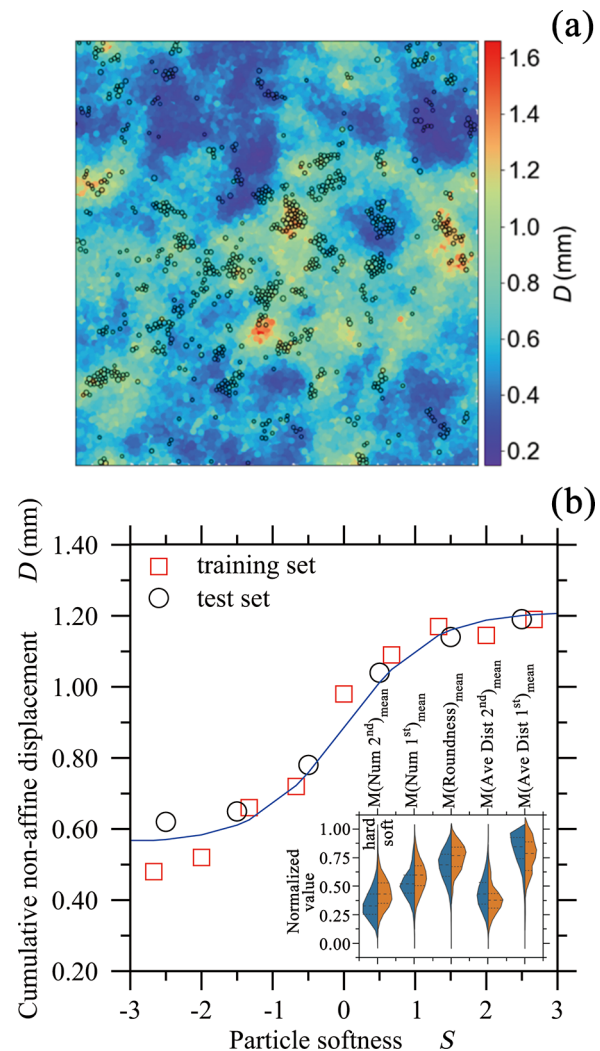 (a)
1.6
1.4
1.2
1.0
0.8
0.6
0.4
0.2
D (mm)
(b)
Cumulative non-affine displacement D (mm)
1.40
1.20
1.00
0.80
0.60
0.40
0.20
training set
test set
M(Num 2nd)mean
M(Num 1st)mean
M(Roundness)mean
M(Ave Dist 2nd)mean
M(Ave Dist 1st)mean
hard
soft
Normalized
value
1.00
0.75
0.50
0.25
0.00
-3 -2 -1 0 1 2 3
Particle softness S